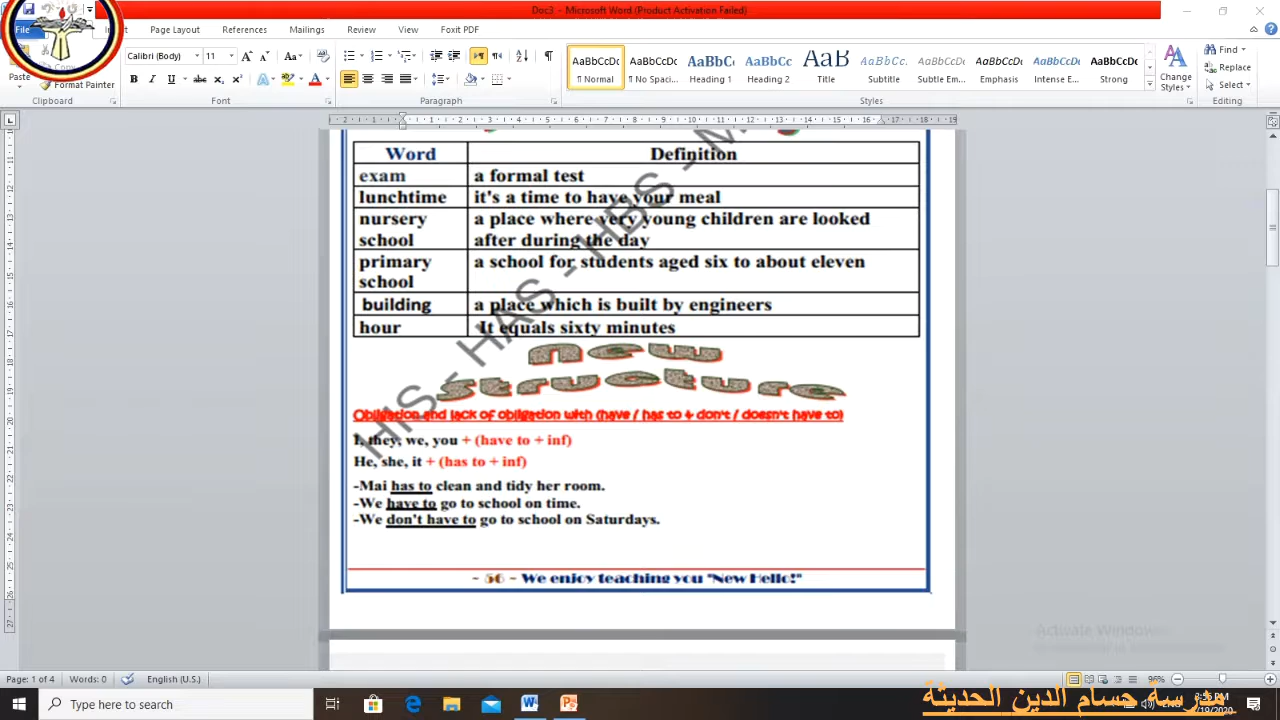 Doc3 - Microsoft Word (Product Activation Failed)
File
Page Layout
References
Mailings
Review
View
Foxit PDF
Paste
Format Painter
Calibri (Body)
11
AaBbCcDc
AaBbCcDc
AaBbC
AaBbCc
AaB
AaBbCc.
AaBbCcDc
AaBbCcDc
AaBbCcDc
AaBbCcDc
¶ Normal
¶ No Spaci...
Heading 1
Heading 2
Title
Subtitle
Subtle Em...
Emphasis
Intense E...
Strong
Change
Styles
Find
Replace
Select
Clipboard
Font
Paragraph
Styles
Editing
Word Definition
exam a formal test
lunchtime it's a time to have your meal
nursery school a place where very young children are looked
after during the day
primary school a school for students aged six to about eleven
building a place which is built by engineers
hour It equals sixty minutes
HIS - HAS - HBS - M
New
Structure
Obligation and lack of obligation with (have / has to + don't / doesn't have to)
I, they, we, you + (have to + inf)
He, she, it + (has to + inf)
-Mai has to clean and tidy her room.
-We have to go to school on time.
-We don't have to go to school on Saturdays.
- 56 - We enjoy teaching you "New Hello!"
Activate Windows
Page: 1 of 4
Words: 0
English (U.S.)
96%
Type here to search
مدرسة حسام الدين الحديثة